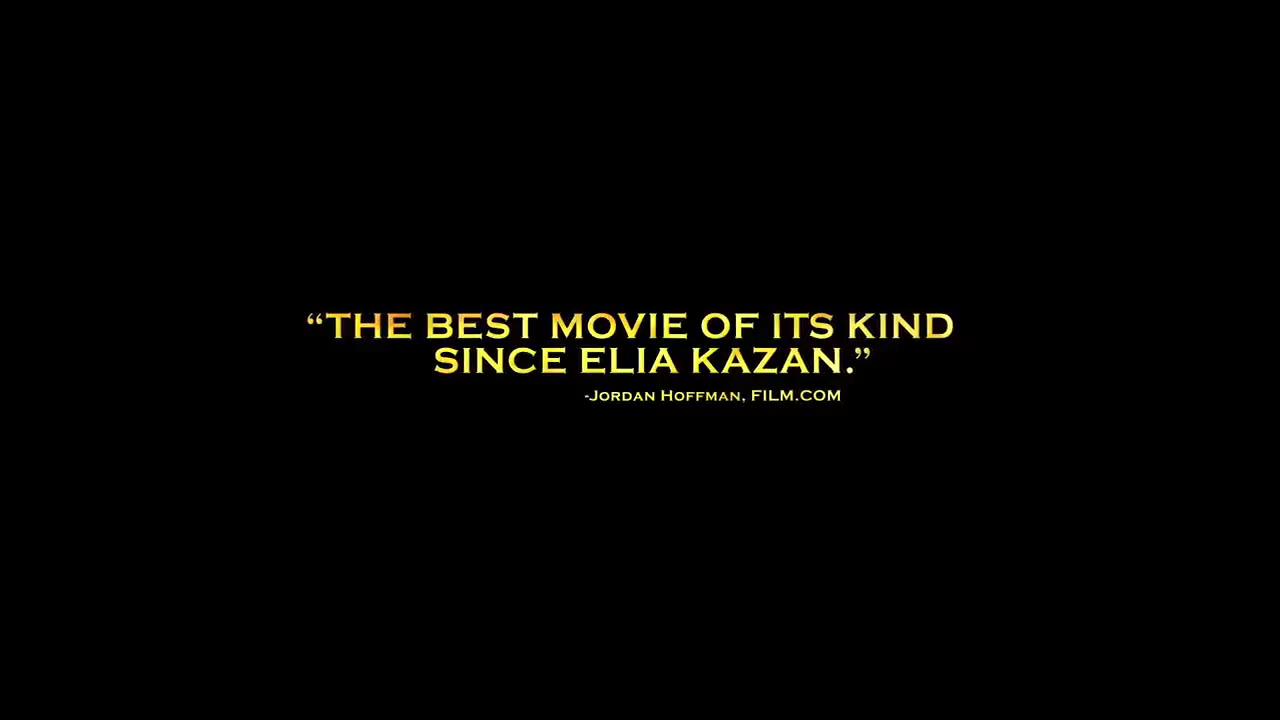 “THE BEST MOVIE OF ITS KIND
SINCE ELIA KAZAN.”
-JORDAN HOFFMAN, FILM.COM